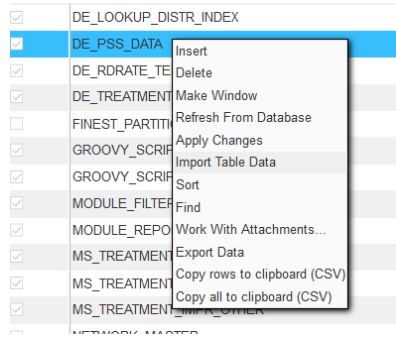 DE_LOOKUP_DISTR_INDEX
DE_PSS_DATA
DE_RDRATE_TE
DE_TREATMENT
FINEST_PARTITI
GROOVY_SCRIP
GROOVY_SCRIP
MODULE_FILTER
MODULE_REPO
MS_TREATMENT
MS_TREATMENT
MS_TREATMENT_IMPR_OTHER
NETWORK_MASTER
Insert
Delete
Make Window
Refresh From Database
Apply Changes
Import Table Data
Sort
Find
Work With Attachments...
Export Data
Copy rows to clipboard (CSV)
Copy all to clipboard (CSV)